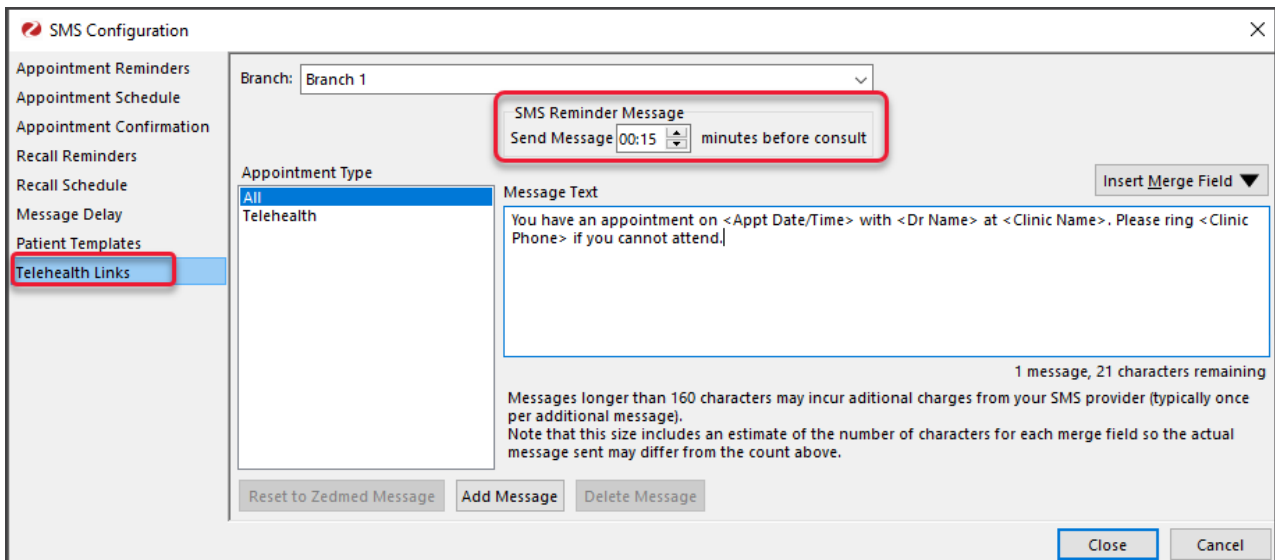 SMS Configuration
Appointment Reminders
Appointment Schedule
Appointment Confirmation
Recall Reminders
Recall Schedule
Message Delay
Patient Templates
Telehealth Links
Branch: Branch 1
SMS Reminder Message
Send Message 00:15 minutes before consult
Appointment Type
All
Telehealth
Insert Merge Field
Message Text
You have an appointment on <Appt Date/Time> with <Dr Name> at <Clinic Name>. Please ring <Clinic
Phone> if you cannot attend.
1 message, 21 characters remaining
Messages longer than 160 characters may incur aditional charges from your SMS provider (typically once
per additional message).
Note that this size includes an estimate of the number of characters for each merge field so the actual
message sent may differ from the count above.
Reset to Zedmed Message
Add Message
Delete Message
Close
Cancel